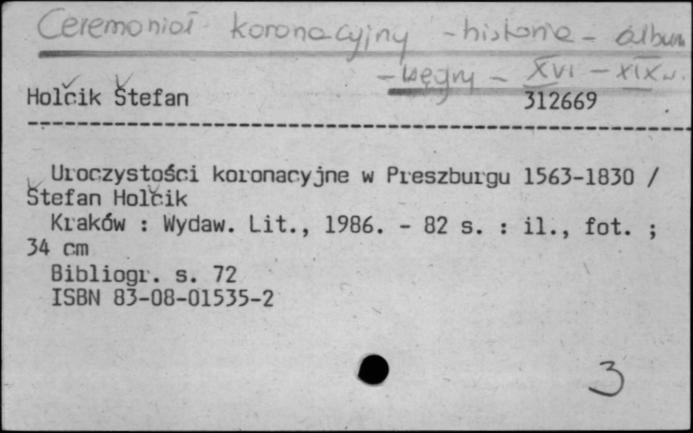 Ceremoniał koronacyjny - historia - album
- Węgry - XVI - XIX w.
Holčik Štefan 312669
Uroczystości koronacyjne w Preszburgu 1563-1830 /
Štefan Holčik
Kraków : Wydaw. Lit., 1986. - 82 s. : il., fot. ;
34 cm
Bibliogr. s. 72
ISBN 83-08-01535-2
3